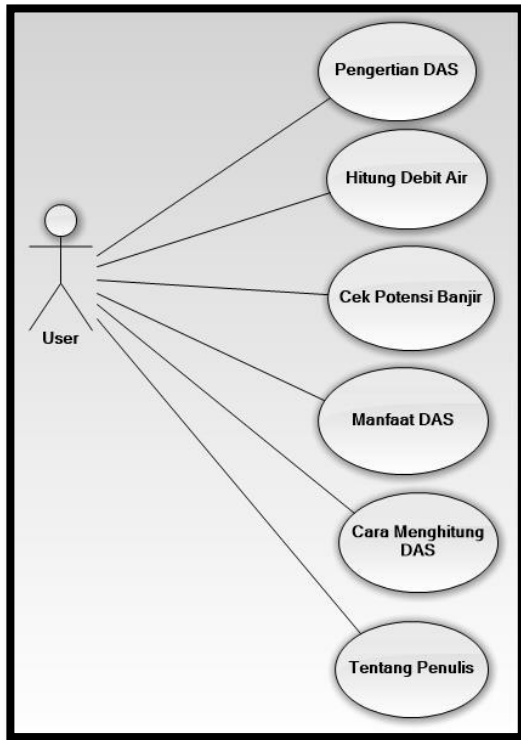 Pengertian DAS
Hitung Debit Air
Cek Potensi Banjir
User
Manfaat DAS
Cara Menghitung
DAS
Tentang Penulis